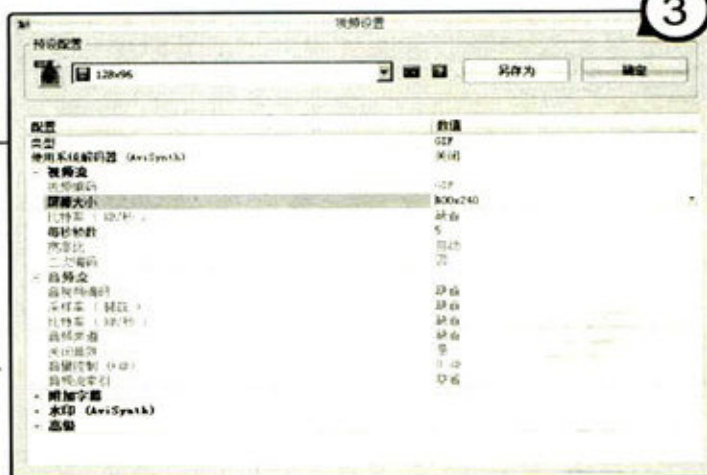 3
视频设置
预设配置
128x96
另存为 确定
配置 数值
类型 GIF
使用系统解码器 (AviSynth) 关闭
- 视频流
视频编码 GIF
屏幕大小 400x240
比特率 ( KB/秒 ) 缺省
每秒帧数 5
宽高比 自动
二次编码 否
- 音频流
音视频编码 缺省
采样率 ( 赫兹 ) 缺省
比特率 ( KB/秒 ) 缺省
音频声道 缺省
关闭音效 是
音量控制
音频流索引 缺省
附加字幕
水印 (AviSynth)
高级